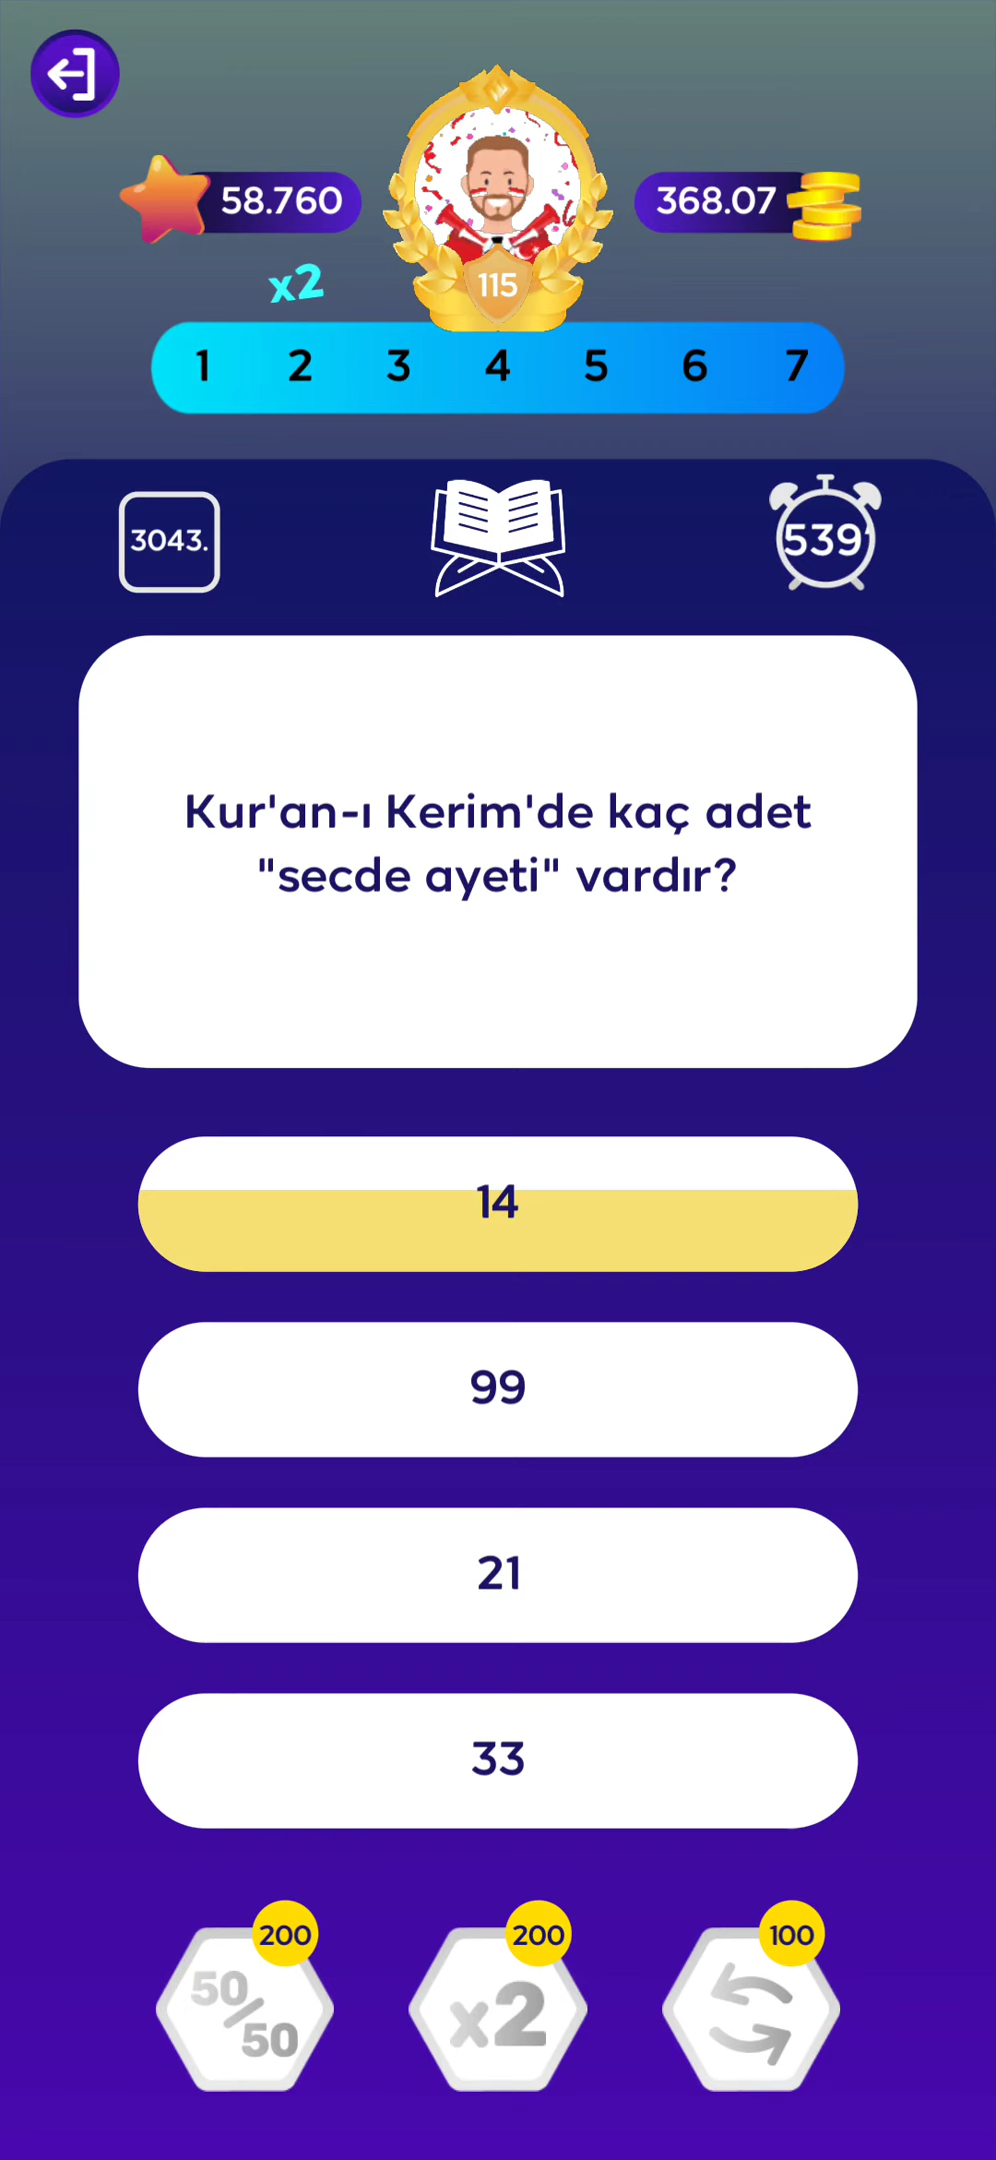 58.760
368.07
115
x2
1 2 3 4 5 6 7
3043.
539
Kur'an-ı Kerim'de kaç adet
"secde ayeti" vardır?
14
99
21
33
200
200
100
50/50
x2